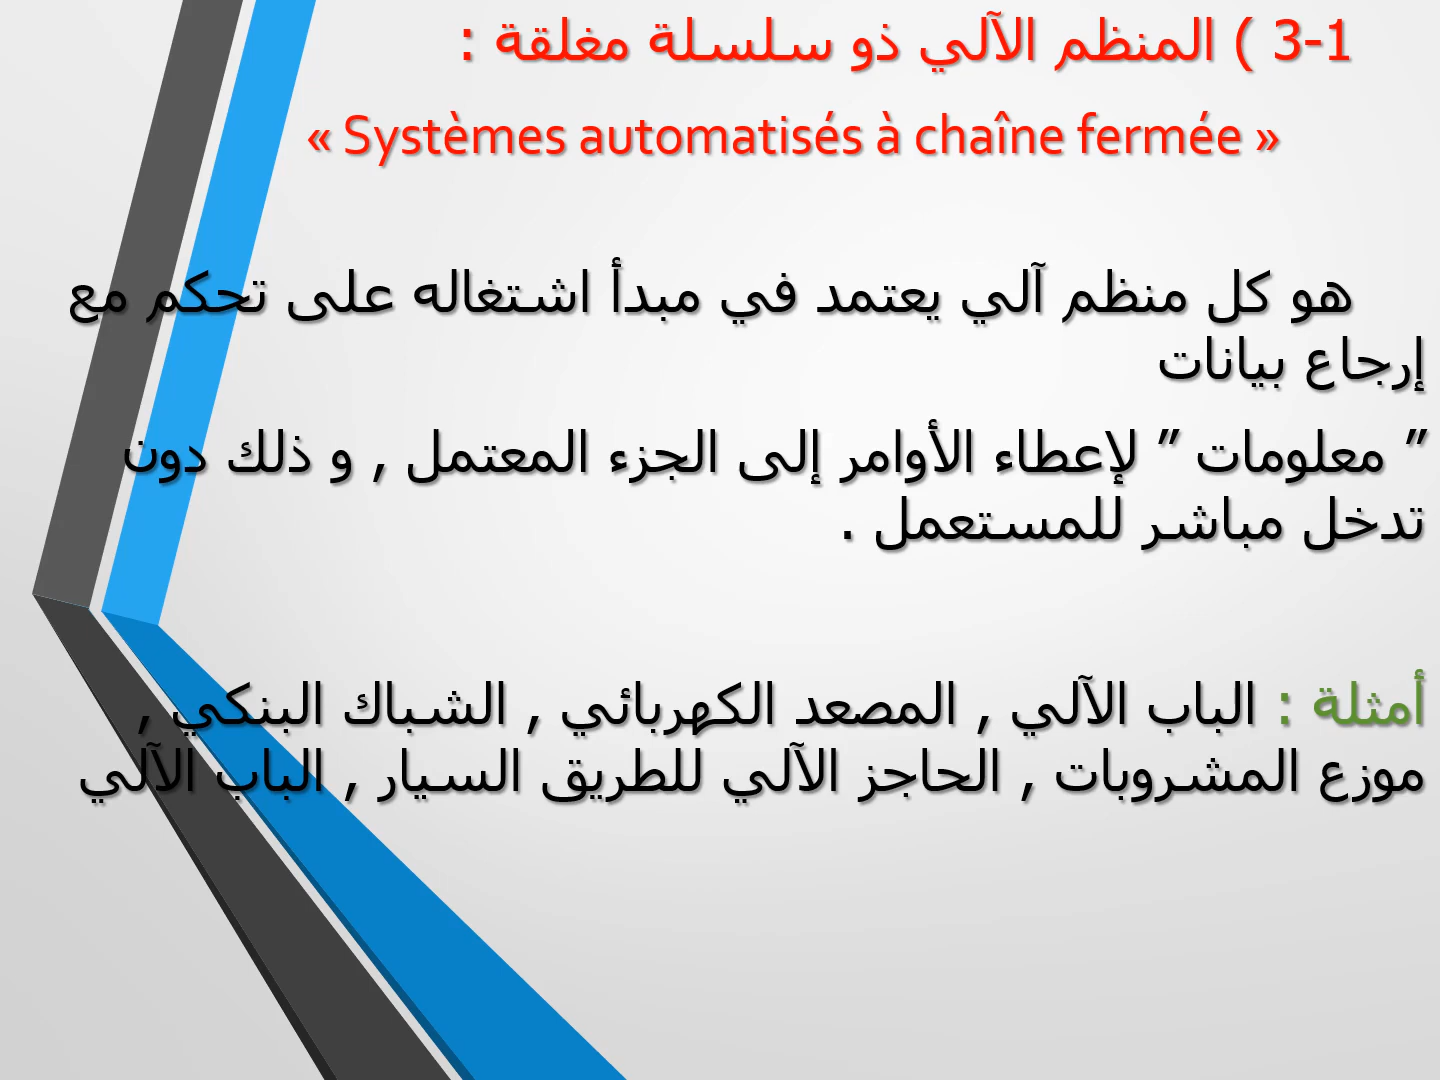 3-1 ) المنظم الآلي ذو سلسلة مغلقة :
« Systèmes automatisés à chaîne fermée »
هو كل منظم آلي يعتمد في مبدأ اشتغاله على تحكم مع
إرجاع بيانات
” معلومات ” لإعطاء الأوامر إلى الجزء المعتمل , و ذلك دون
تدخل مباشر للمستعمل .
أمثلة : الباب الآلي , المصعد الكهربائي , الشباك البنكي ,
موزع المشروبات , الحاجز الآلي للطريق السيار , الباب الآلي